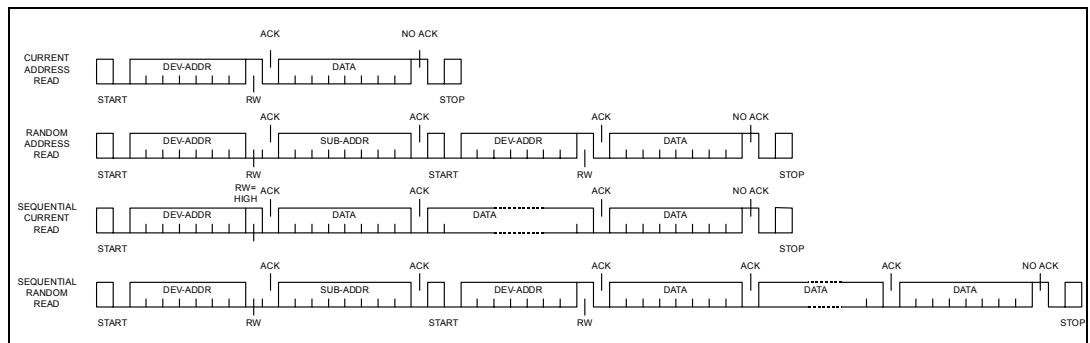 ACK NO ACK
CURRENT ADDRESS READ
DEV-ADDR DATA
START RW STOP
ACK ACK ACK NO ACK
RANDOM ADDRESS READ
DEV-ADDR SUB-ADDR DEV-ADDR DATA
START RW START RW STOP
RW= HIGH ACK ACK ACK NO ACK
SEQUENTIAL CURRENT READ
DEV-ADDR DATA DATA DATA
START STOP
ACK ACK ACK ACK ACK NO ACK
SEQUENTIAL RANDOM READ
DEV-ADDR SUB-ADDR DEV-ADDR DATA DATA DATA
START RW START RW STOP